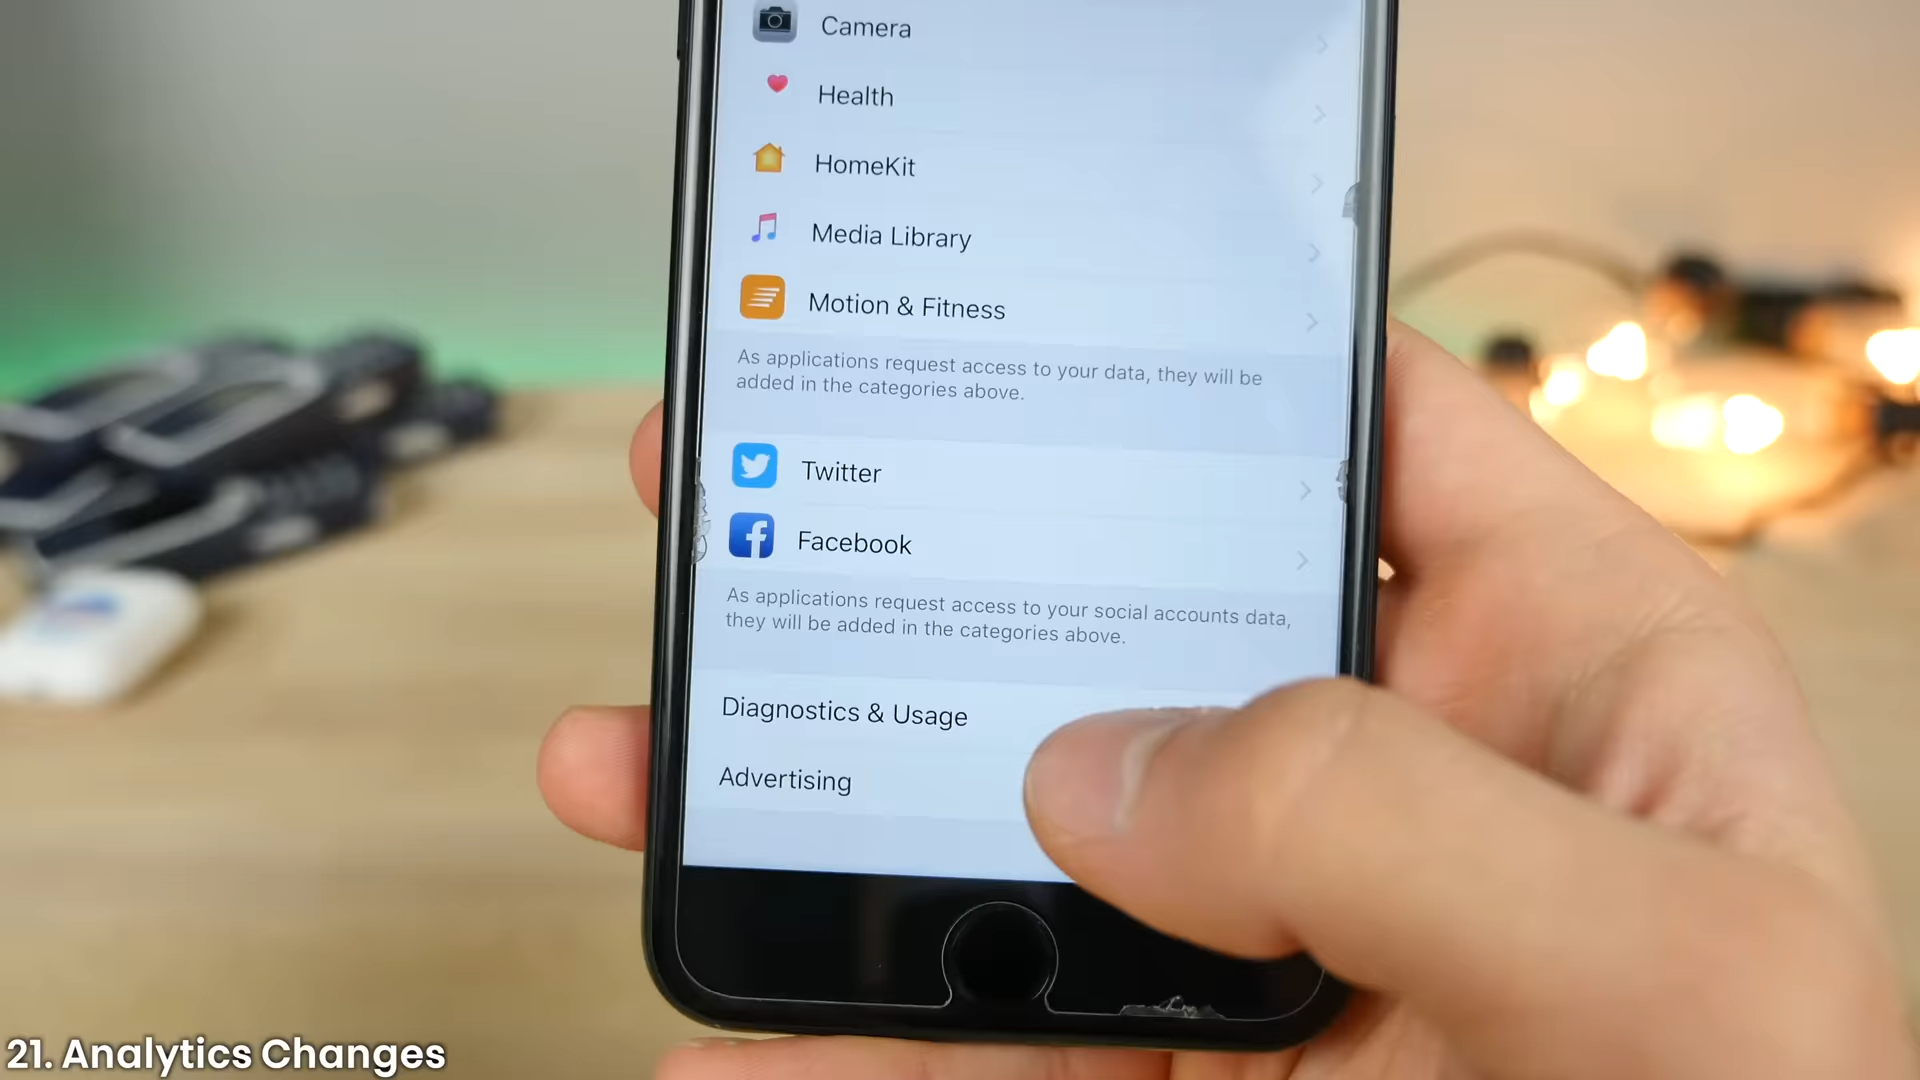 Camera
Health
HomeKit
Media Library
Motion & Fitness
As applications request access to your data, they will be
added in the categories above.
Twitter
Facebook
As applications request access to your social accounts data,
they will be added in the categories above.
Diagnostics & Usage
Advertising
21. Analytics Changes